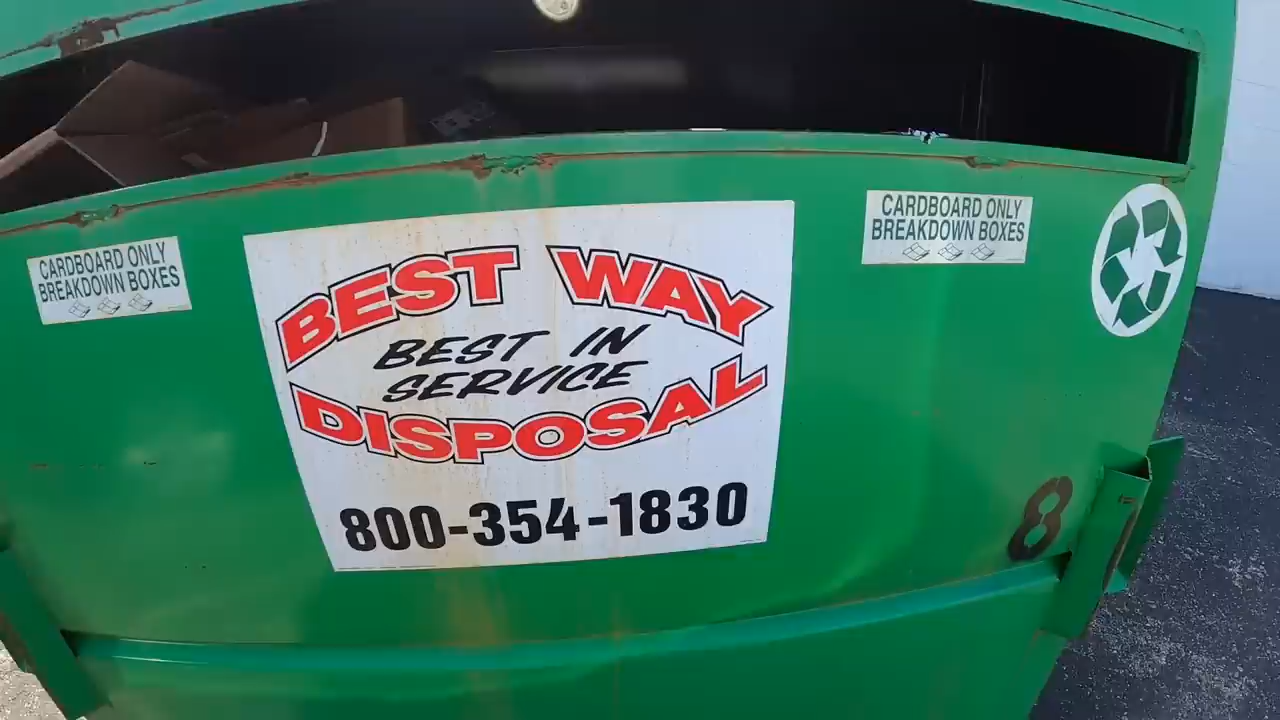 CARDBOARD ONLY
BREAKDOWN BOXES
BEST WAY
BEST IN
SERVICE
DISPOSAL
800-354-1830
CARDBOARD ONLY
BREAKDOWN BOXES
8